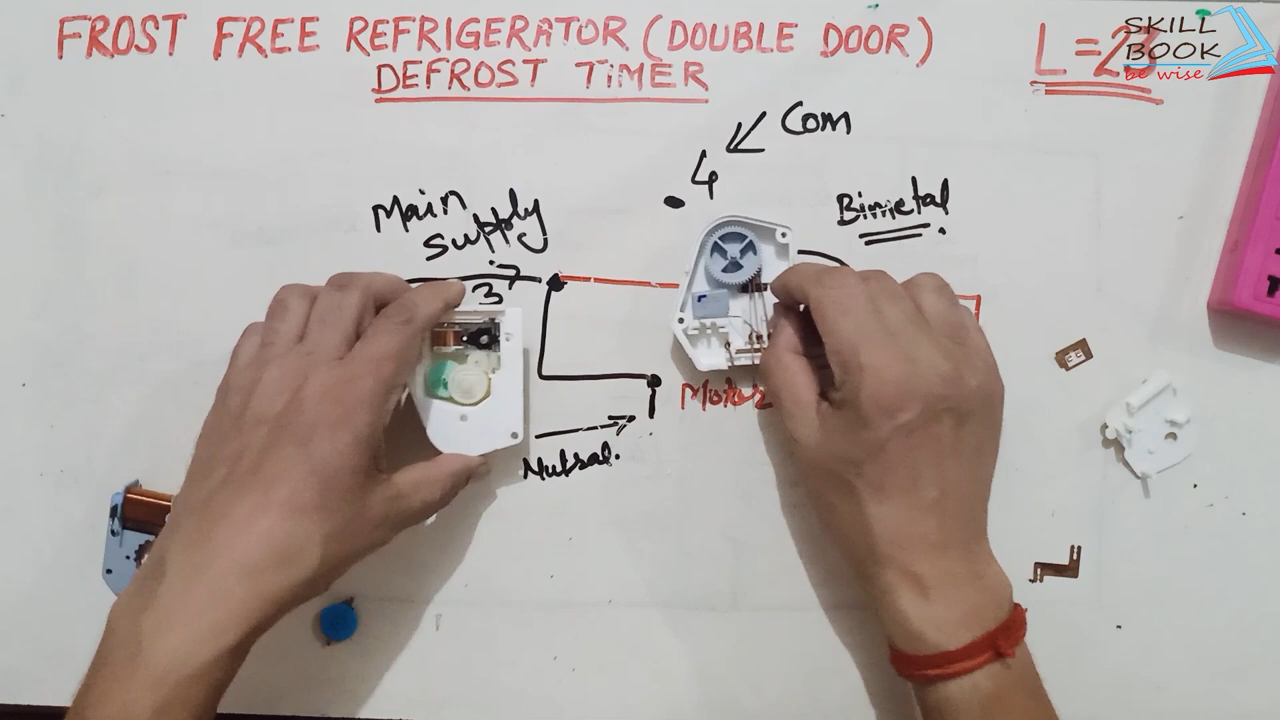 FROST FREE REFRIGERATOR (DOUBLE DOOR)
DEFROST TIMER
SKILL
BOOK
be wise
Com
4
Main
supply
Bimetal
3
Motor
Nutral.